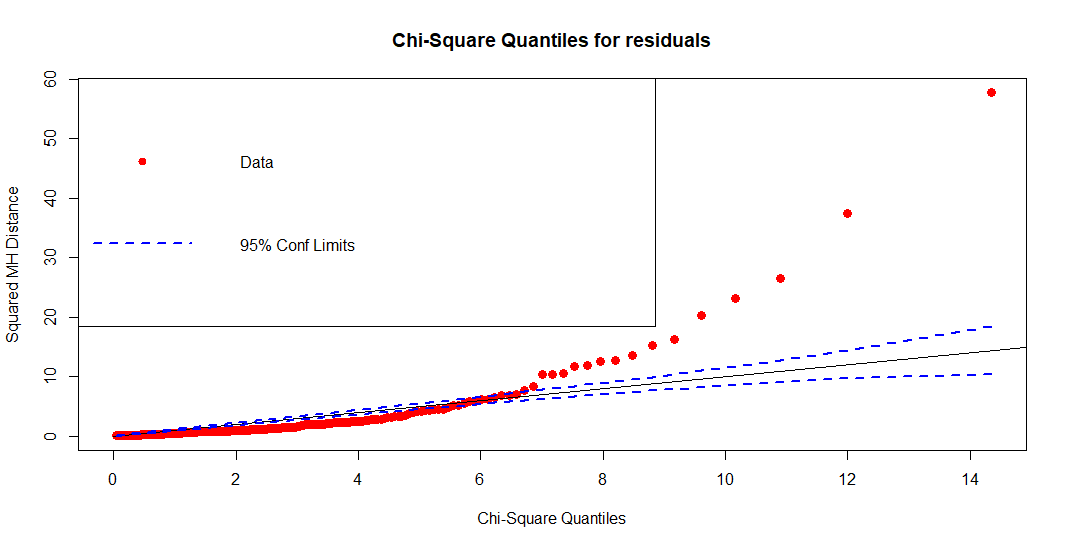 Chi-Square Quantiles for residuals
Squared MH Distance
60
50
40
30
20
10
0
Data
95% Conf Limits
0 2 4 6 8 10 12 14
Chi-Square Quantiles